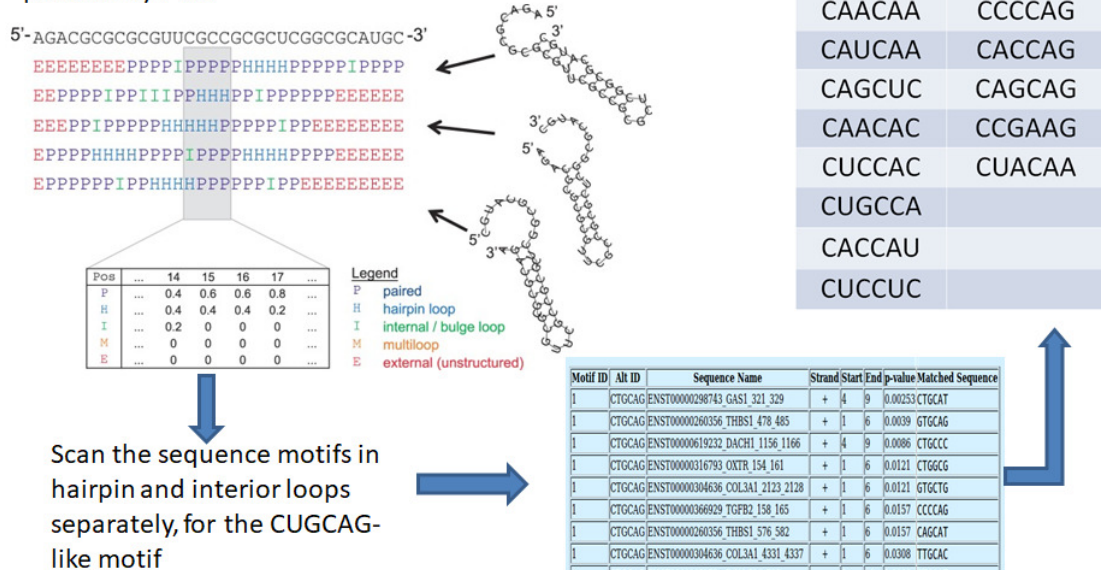 5'-AGACGCGCGCGUUCGCCGCGCUCGGCGCAUGC-3'
EEEEEEEEPPPPIPPPPPHHHHPPPPPIPPPP
EEPPPPIPPIIIPPHHHPPIPPPPPPEEEEEE
EEEPPIPPPPPHHHHHPPPPPIPPEEEEEEEE
EPPPPHHHHPPPPIPPPPHHHHPPPPEEEEEE
EPPPPPPIPPHHHHPPPPPPIPPEEEEEEEEE
Pos ... 14 15 16 17 ...
P ... 0.4 0.6 0.6 0.8 ...
H ... 0.4 0.4 0.4 0.2 ...
I ... 0.2 0 0 0 ...
M ... 0 0 0 0 ...
E ... 0 0 0 0 ...
Legend
P paired
H hairpin loop
I internal / bulge loop
M multiloop
E external (unstructured)
5'
3'
3'
5'
5'
3'
CAACAA CCCCAG
CAUCAA CACCAG
CAGCUC CAGCAG
CAACAC CCGAAG
CUCCAC CUACAA
CUGCCA
CACCAU
CUCCUC
Scan the sequence motifs in
hairpin and interior loops
separately, for the CUGCAG-
like motif
Motif ID Alt ID Sequence Name Strand Start End p-value Matched Sequence
1 CTGCAG ENST00000298743_GAS1_321_329 + 4 9 0.00253 CTGCAT
1 CTGCAG ENST00000260356_THBS1_478_485 + 1 6 0.0039 GTGCAG
1 CTGCAG ENST00000619232_DACH1_1156_1166 + 4 9 0.0086 CTGCCC
1 CTGCAG ENST00000316793_OXTR_154_161 + 1 6 0.0121 CTGGCG
1 CTGCAG ENST00000304636_COL3A1_2123_2128 + 1 6 0.0121 GTGCTG
1 CTGCAG ENST00000366929_TGFB2_158_165 + 1 6 0.0157 CCCCAG
1 CTGCAG ENST00000260356_THBS1_576_582 + 1 6 0.0157 CAGCAT
1 CTGCAG ENST00000304636_COL3A1_4331_4337 + 1 6 0.0308 TTGCAC